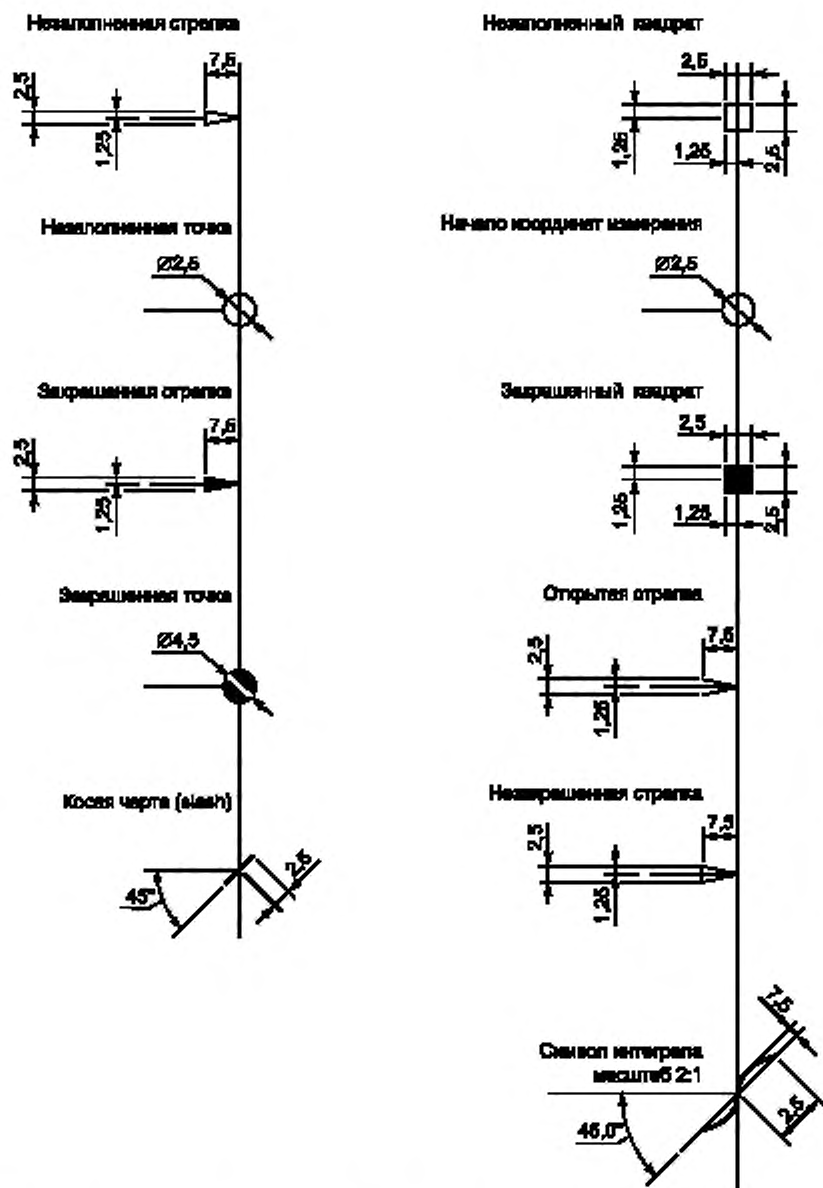 Незаполненная стрелка
7,5
2,5
1,25
Незаполненная точка
Ø2,5
Закрашенная стрелка
7,5
2,5
1,25
Закрашенная точка
Ø4,5
Косая черта (slash)
2,5
45°
Незаполненный квадрат
2,5
1,25
1,25
2,5
Начало координат измерения
Ø2,5
Закрашенный квадрат
2,5
1,25
1,25
2,5
Открытая стрелка
7,5
2,5
1,25
Незакрашенная стрелка
7,5
2,5
1,25
7,5
Символ интеграла
масштаб 2:1
2,5
45,0°